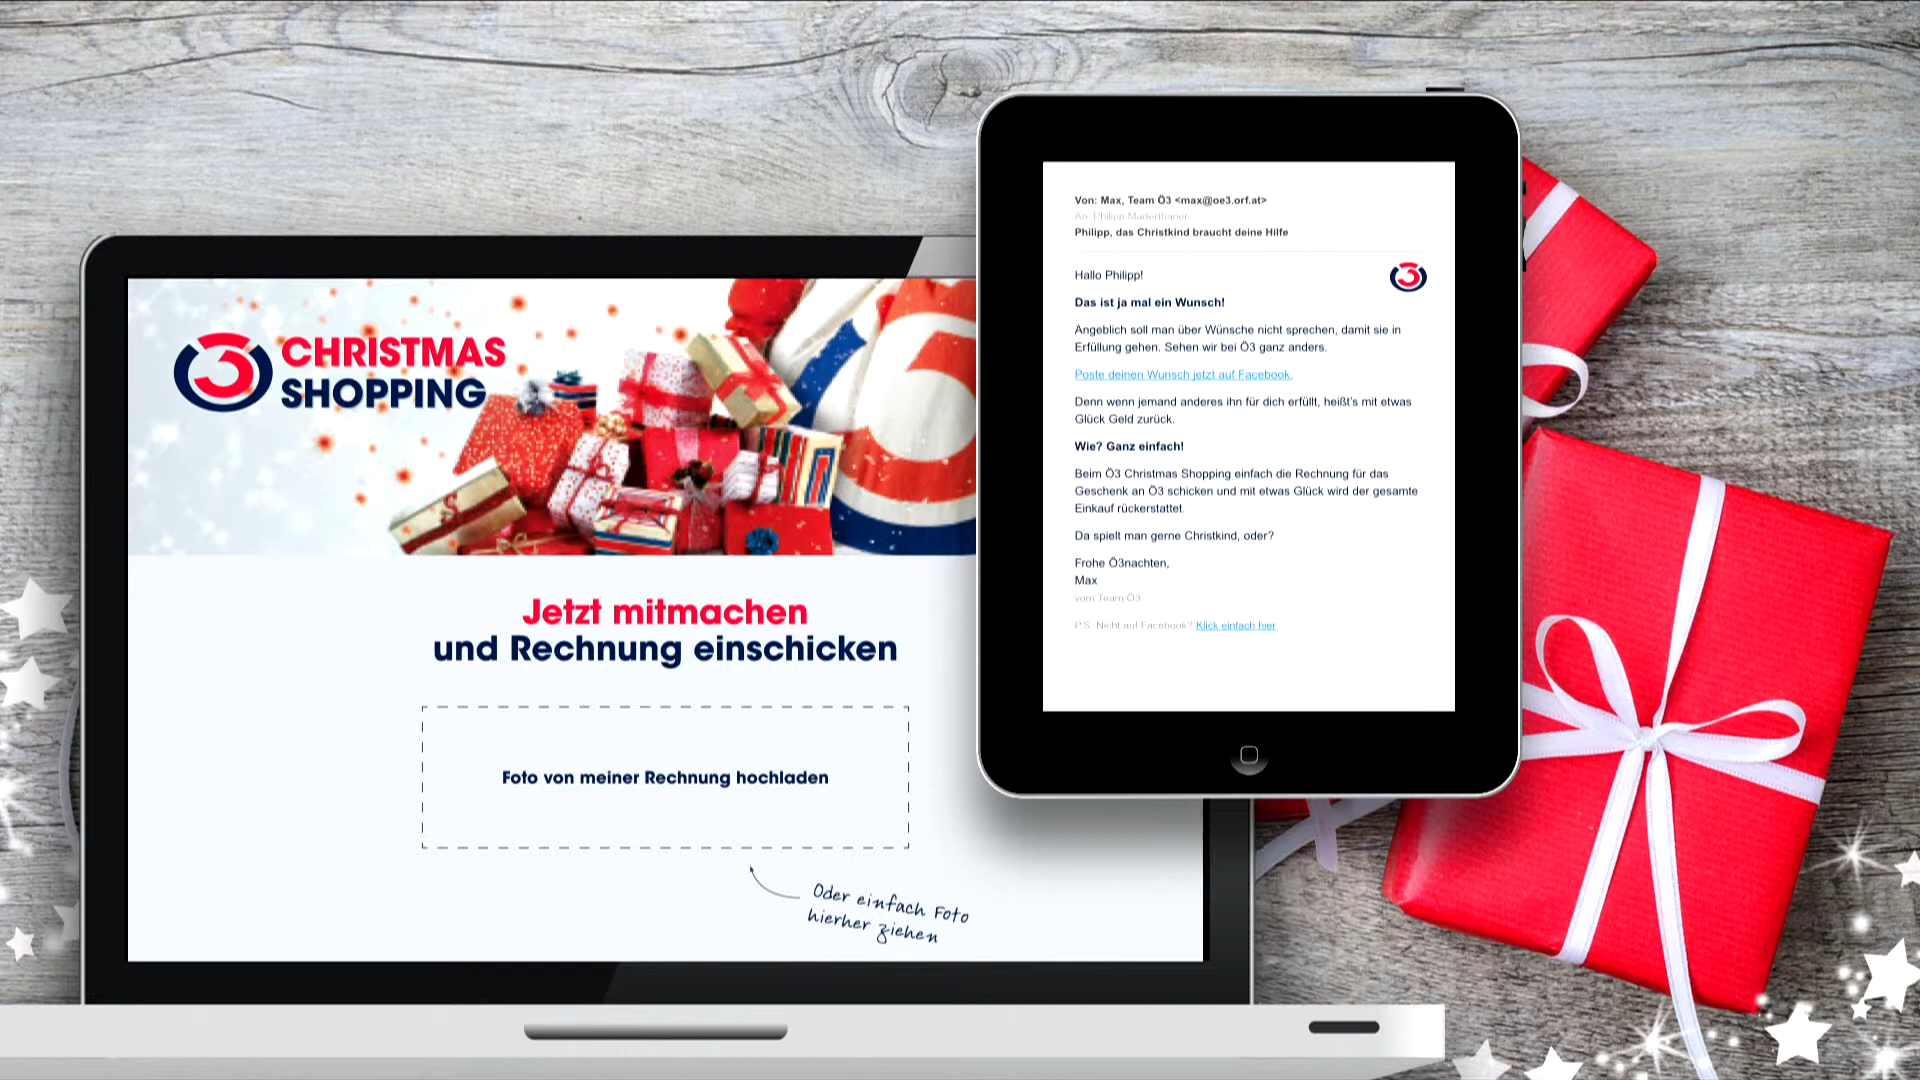 CHRISTMAS
SHOPPING
Jetzt mitmachen
und Rechnung einschicken
Foto von meiner Rechnung hochladen
Oder einfach Foto
hierher ziehen
Von: Max, Team Ö3 <max@oe3.orf.at>
An: Philipp Maderthaner
Philipp, das Christkind braucht deine Hilfe
Hallo Philipp!
Das ist ja mal ein Wunsch!
Angeblich soll man über Wünsche nicht sprechen, damit sie in
Erfüllung gehen. Sehen wir bei Ö3 ganz anders.
Poste deinen Wunsch jetzt auf Facebook.
Denn wenn jemand anderes ihn für dich erfüllt, heißt's mit etwas
Glück Geld zurück.
Wie? Ganz einfach!
Beim Ö3 Christmas Shopping einfach die Rechnung für das
Geschenk an Ö3 schicken und mit etwas Glück wird der gesamte
Einkauf rückerstattet.
Da spielt man gerne Christkind, oder?
Frohe Ö3nachten,
Max
vom Team Ö3
P.S. Nicht auf Facebook? Klick einfach hier